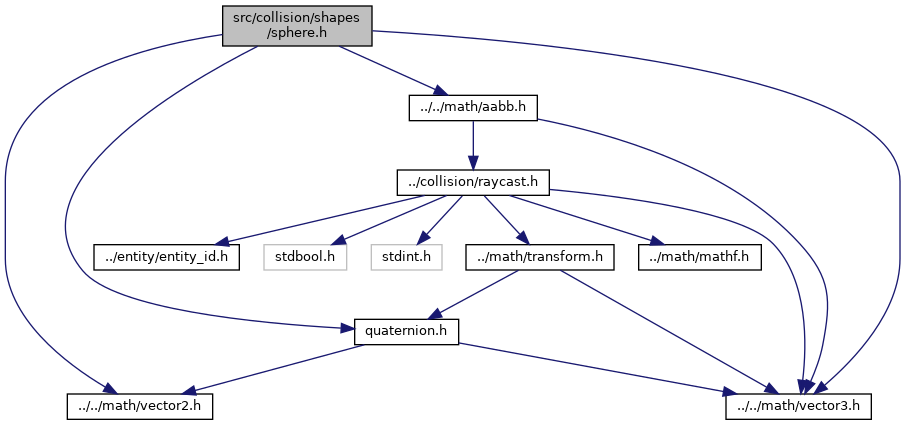 src/collision/shapes
/sphere.h
../../math/aabb.h
../collision/raycast.h
../entity/entity_id.h
stdbool.h
stdint.h
../math/transform.h
../math/mathf.h
quaternion.h
../../math/vector2.h
../../math/vector3.h